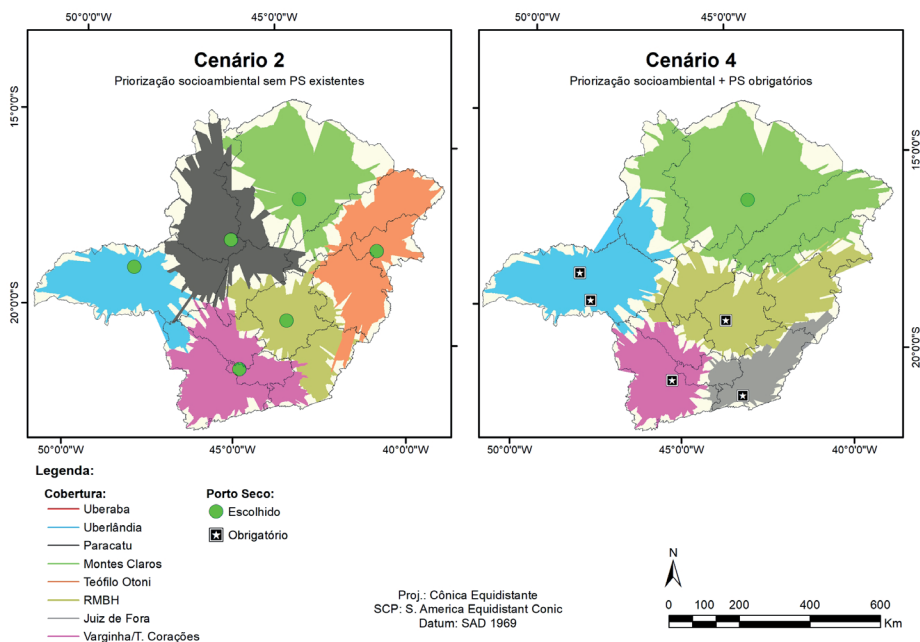 50°0'0"W 45°0'0"W
45°0'0"W 40°0'0"W
Cenário 2
Priorização socioambiental sem PS existentes
Cenário 4
Priorização socioambiental + PS obrigatórios
15°0'0"S
20°0'0"S
15°0'0"S
20°0'0"S
50°0'0"W 45°0'0"W 40°0'0"W
50°0'0"W 45°0'0"W 40°0'0"W
Legenda:
Cobertura:
Uberaba
Uberlândia
Paracatu
Montes Claros
Teófilo Otoni
RMBH
Juiz de Fora
Varginha/T. Corações
Porto Seco:
Escolhido
Obrigatório
Proj.: Cônica Equidistante
SCP: S. America Equidistant Conic
Datum: SAD 1969
N
0 100 200 400 600
Km